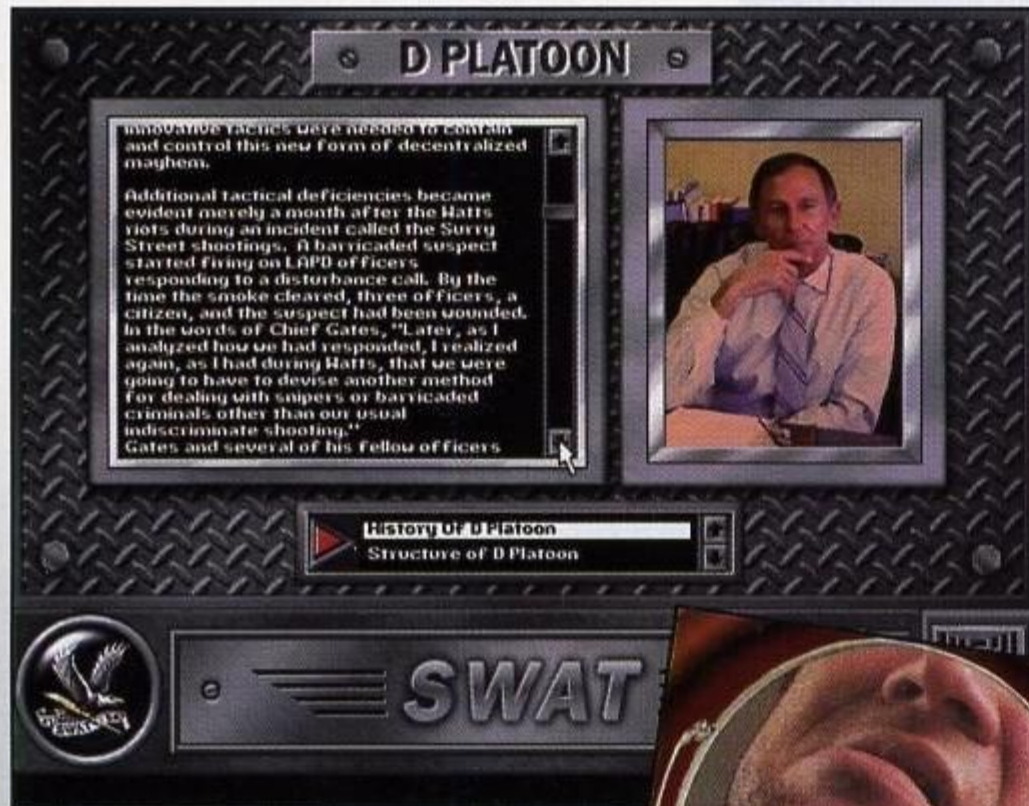 D PLATOON
innovative tactics were needed to contain
and control this new form of decentralized
mayhem.
Additional tactical deficiencies became
evident merely a month after the Watts
riots during an incident called the Surry
Street shootings. A barricaded suspect
started firing on LAPD officers
responding to a disturbance call. By the
time the smoke cleared, three officers, a
citizen, and the suspect had been wounded.
In the words of Chief Gates, "Later, as I
analyzed how we had responded, I realized
again, as I had during Watts, that we were
going to have to devise another method
for dealing with snipers or barricaded
criminals other than our usual
indiscriminate shooting."
Gates and several of his fellow officers
History Of D Platoon
Structure of D Platoon
SWAT
SWAT